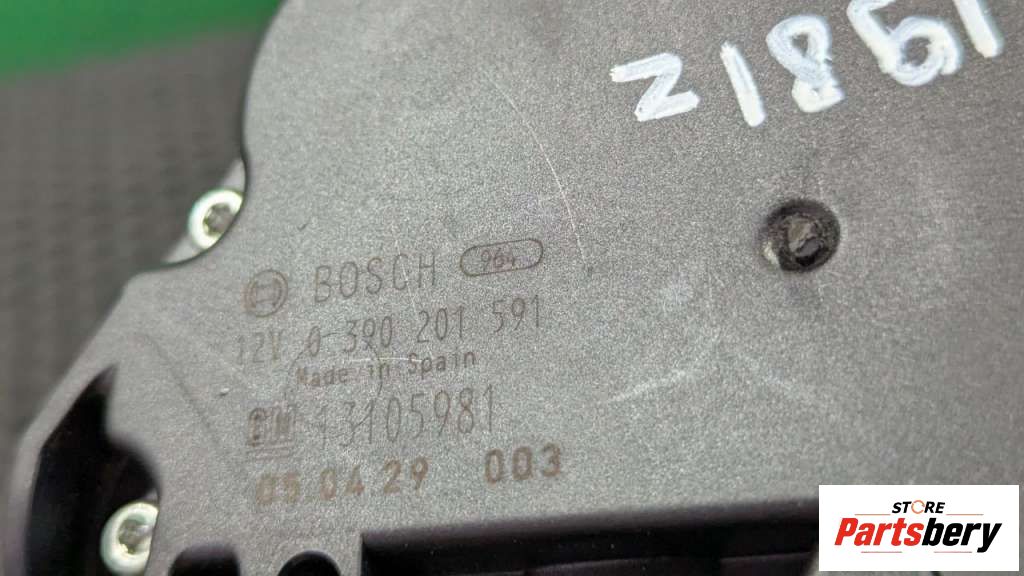 Z1851
BOSCH 964
12V 0 390 201 591
Made in Spain
GM 13105981
05 04 29 003
STORE
Partsbery